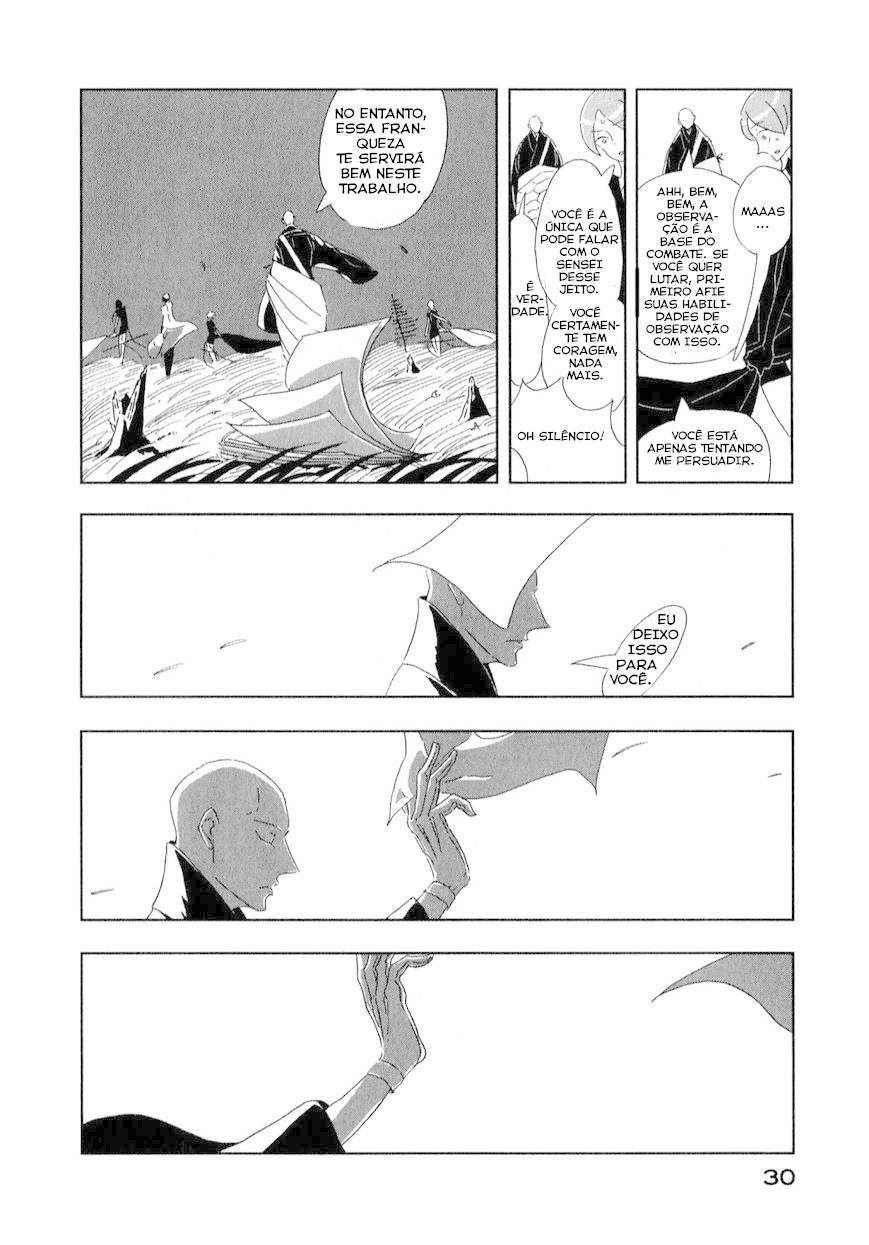 MAAAS
...
AHH, BEM,
BEM, A
OBSERVA-
ÇÃO É A
BASE DO
COMBATE. SE
VOCÊ QUER
LUTAR, PRI-
MEIRO AFIE
SUAS HABILI-
DADES DE
OBSERVAÇÃO
COM ISSO.
VOCÊ ESTÁ
APENAS TENTANDO
ME PERSUADIR.
VOCÊ É A
ÚNICA QUE
PODE FALAR
COM O
SENSEI
DESSE
JEITO.
VOCÊ
CERTAMEN-
TE TEM
CORAGEM,
NADA
MAIS.
É
VER-
DADE.
OH SILÊNCIO!
NO ENTANTO,
ESSA FRAN-
QUEZA
TE SERVIRÁ
BEM NESTE
TRABALHO.
EU
DEIXO
ISSO
PARA
VOCÊ.
30